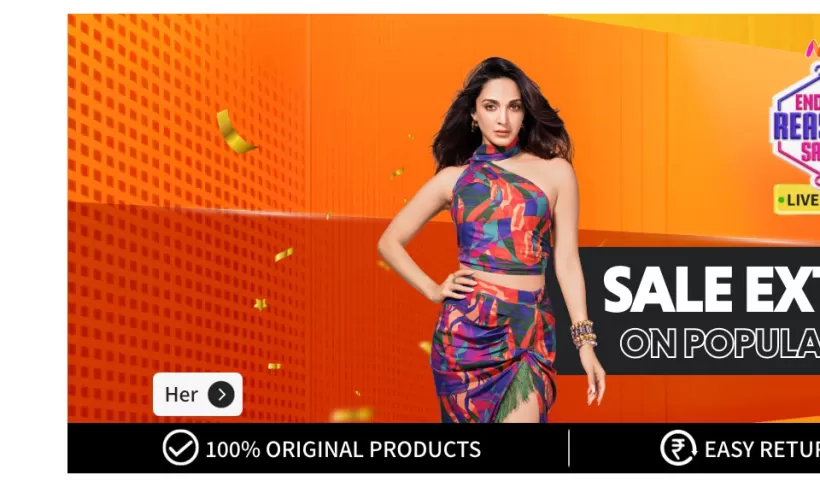 END
REAS
SA
LIVE
SALE EXT
ON POPULA
Her
100% ORIGINAL PRODUCTS
EASY RETUR